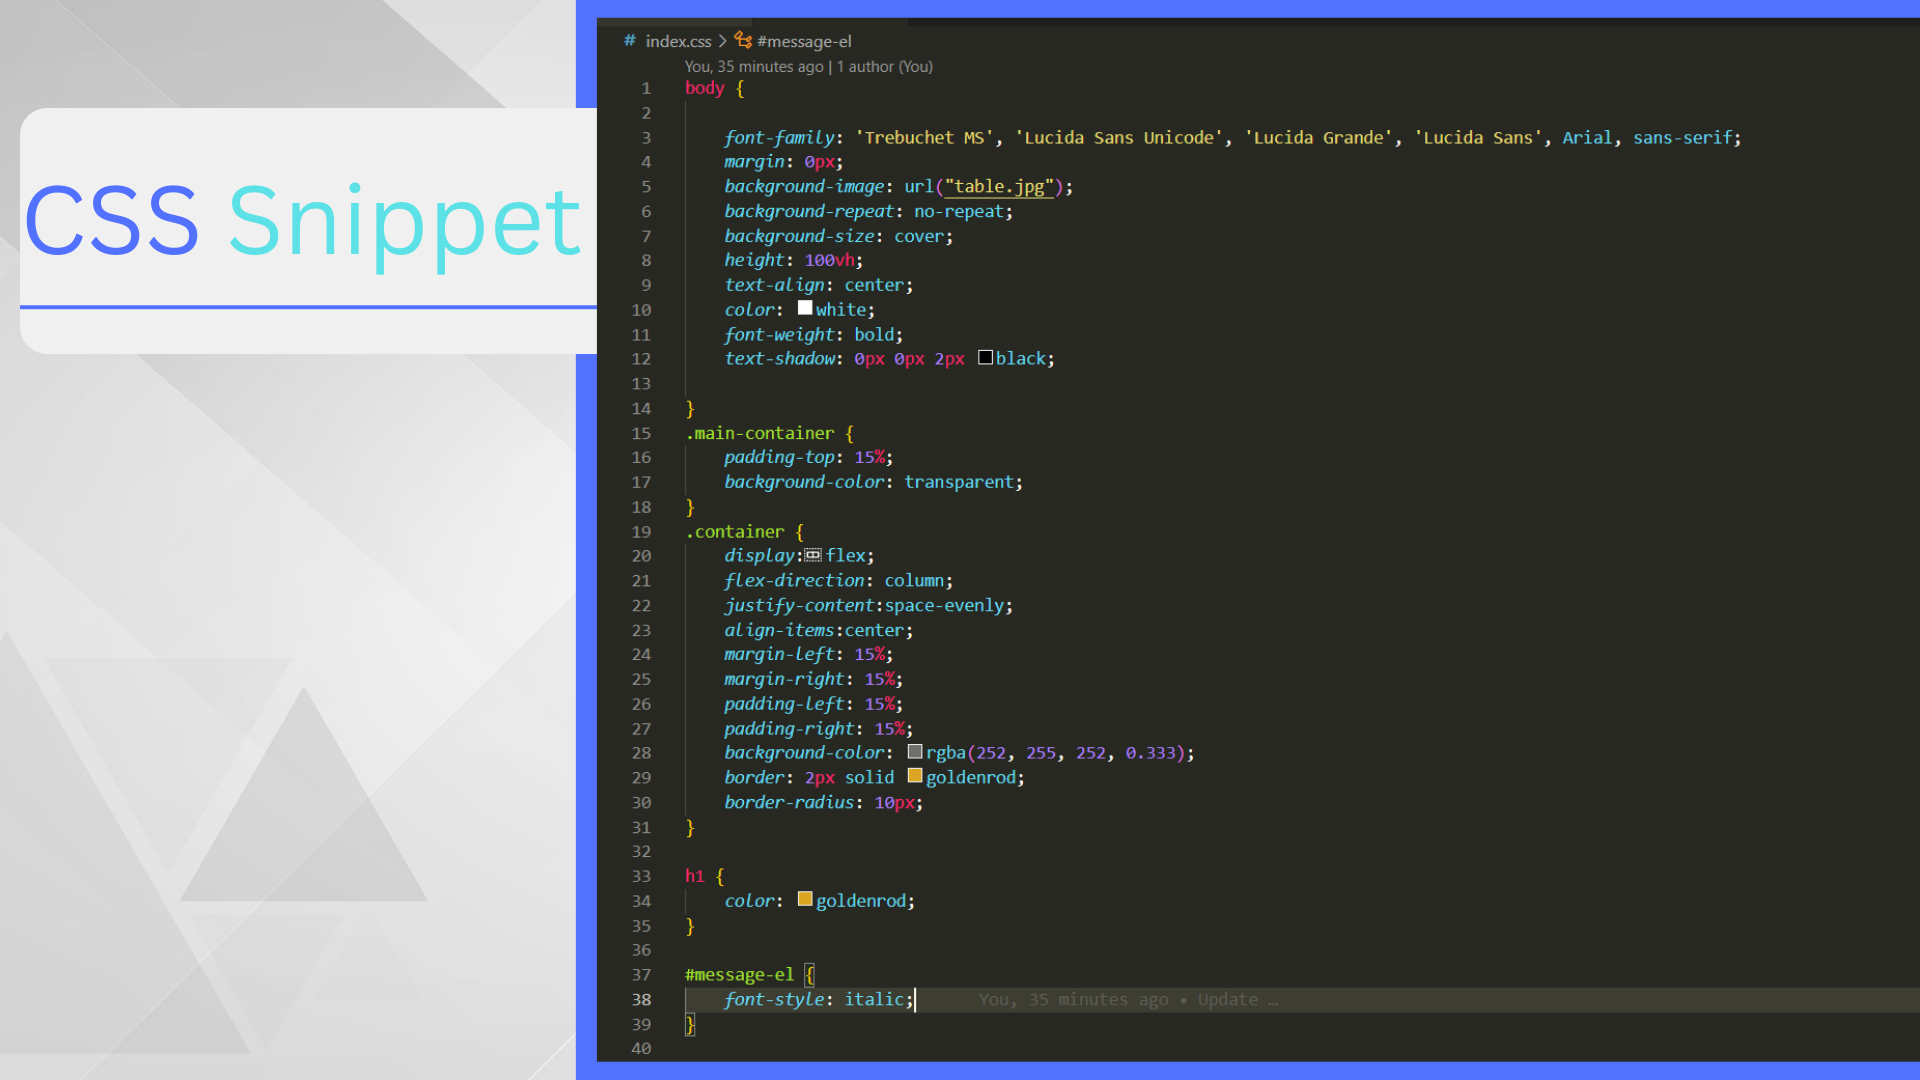 CSS Snippet
# index.css > #message-el
You, 35 minutes ago | 1 author (You)
1 body {
2
3 font-family: 'Trebuchet MS', 'Lucida Sans Unicode', 'Lucida Grande', 'Lucida Sans', Arial, sans-serif;
4 margin: 0px;
5 background-image: url("table.jpg");
6 background-repeat: no-repeat;
7 background-size: cover;
8 height: 100vh;
9 text-align: center;
10 color: white;
11 font-weight: bold;
12 text-shadow: 0px 0px 2px black;
13
14 }
15 .main-container {
16 padding-top: 15%;
17 background-color: transparent;
18 }
19 .container {
20 display: flex;
21 flex-direction: column;
22 justify-content:space-evenly;
23 align-items:center;
24 margin-left: 15%;
25 margin-right: 15%;
26 padding-left: 15%;
27 padding-right: 15%;
28 background-color: rgba(252, 255, 252, 0.333);
29 border: 2px solid goldenrod;
30 border-radius: 10px;
31 }
32
33 h1 {
34 color: goldenrod;
35 }
36
37 #message-el {
38 font-style: italic; You, 35 minutes ago • Update …
39 }
40